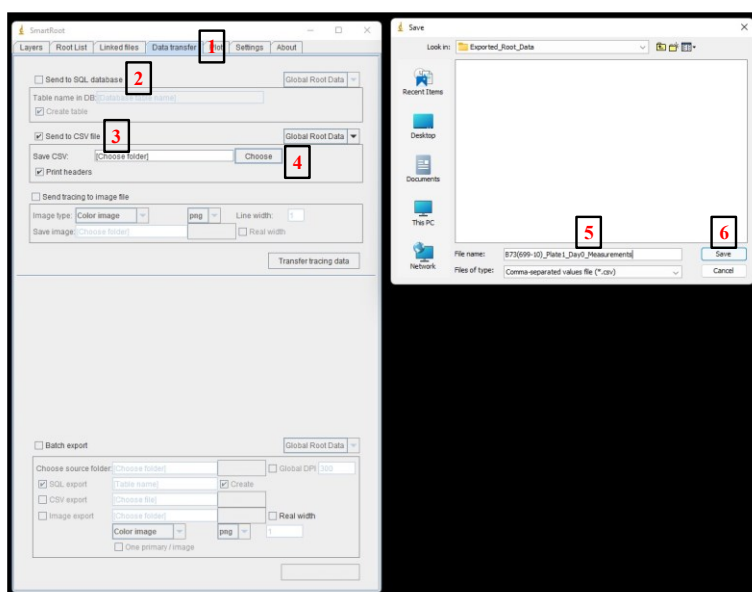 SmartRoot
Layers Root List Linked files Data transfer 1 Plot Settings About
Send to SQL database 2 Global Root Data
Table name in DB: [Database table name]
Create table
Send to CSV file 3 Global Root Data
Save CSV: [Choose folder] Choose 4
Print headers
Send tracing to image file
Image type: Color image png Line width: 1
Save image: [Choose folder] Real width
Transfer tracing data
Batch export Global Root Data
Choose source folder: [Choose folder] Global DPI 300
SQL export [Table name] Create
CSV export [Choose file]
Image export [Choose folder] Real width
Color image png 1
One primary / image
Save
Look in: Exported_Root_Data
Recent Items
Desktop
Documents
This PC
Network
5 6
File name: B73(699-10)_Plate1_Day0_Measurements Save
Files of type: Comma-separated values file (*.csv) Cancel